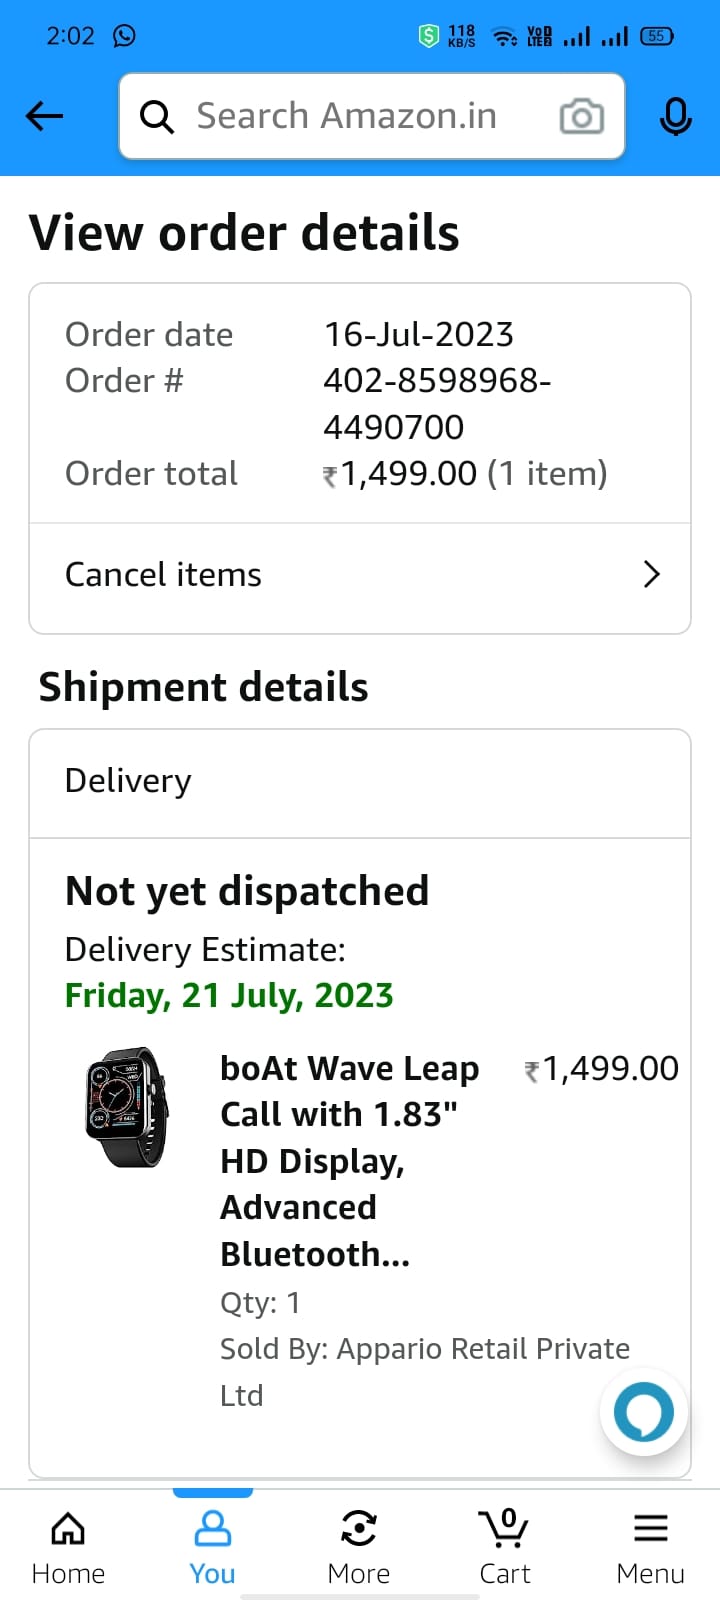 2:02
118
KB/S
VoD
LTE2
55
Search Amazon.in
View order details
Order date 16-Jul-2023
Order # 402-8598968-
4490700
Order total ₹1,499.00 (1 item)
Cancel items
Shipment details
Delivery
Not yet dispatched
Delivery Estimate:
Friday, 21 July, 2023
boAt Wave Leap ₹1,499.00
Call with 1.83"
HD Display,
Advanced
Bluetooth...
Qty: 1
Sold By: Appario Retail Private
Ltd
0
Home You More Cart Menu